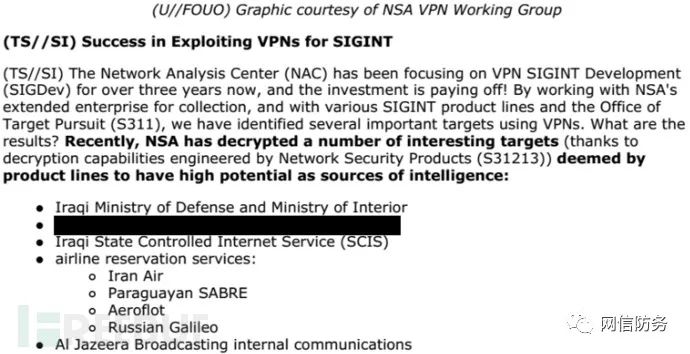 (U//FOUO) Graphic courtesy of NSA VPN Working Group
(TS//SI) Success in Exploiting VPNs for SIGINT
(TS//SI) The Network Analysis Center (NAC) has been focusing on VPN SIGINT Development
(SIGDev) for over three years now, and the investment is paying off! By working with NSA's
extended enterprise for collection, and with various SIGINT product lines and the Office of
Target Pursuit (S311), we have identified several important targets using VPNs. What are the
results? Recently, NSA has decrypted a number of interesting targets (thanks to
decryption capabilities engineered by Network Security Products (S31213)) deemed by
product lines to have high potential as sources of intelligence:
● Iraqi Ministry of Defense and Ministry of Interior
●
● Iraqi State Controlled Internet Service (SCIS)
● airline reservation services:
○ Iran Air
○ Paraguayan SABRE
○ Aeroflot
○ Russian Galileo
● Al Jazeera Broadcasting internal communications
网信防务